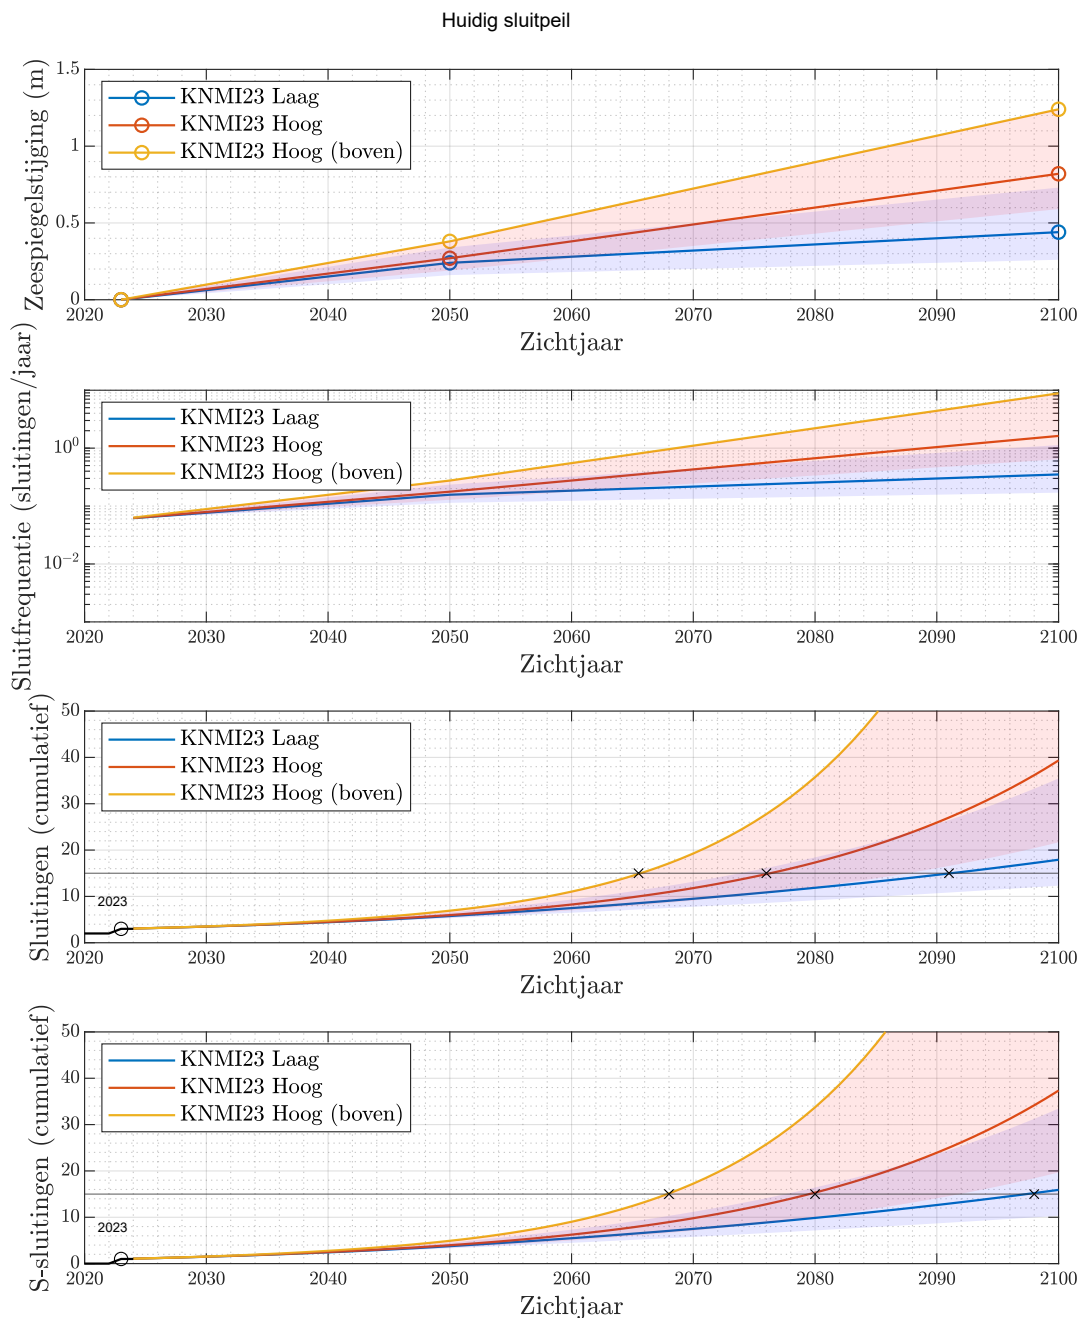 Huidig sluitpeil
Zeespiegelstijging (m)
1.5
1
0.5
0
KNMI23 Laag
KNMI23 Hoog
KNMI23 Hoog (boven)
2020 2030 2040 2050 2060 2070 2080 2090 2100
Zichtjaar
Sluitfrequentie (sluitingen/jaar)
10⁰
10⁻²
KNMI23 Laag
KNMI23 Hoog
KNMI23 Hoog (boven)
2020 2030 2040 2050 2060 2070 2080 2090 2100
Zichtjaar
Sluitingen (cumulatief)
50
40
30
20
10
0
KNMI23 Laag
KNMI23 Hoog
KNMI23 Hoog (boven)
2023
2020 2030 2040 2050 2060 2070 2080 2090 2100
Zichtjaar
S-sluitingen (cumulatief)
50
40
30
20
10
0
KNMI23 Laag
KNMI23 Hoog
KNMI23 Hoog (boven)
2023
2020 2030 2040 2050 2060 2070 2080 2090 2100
Zichtjaar